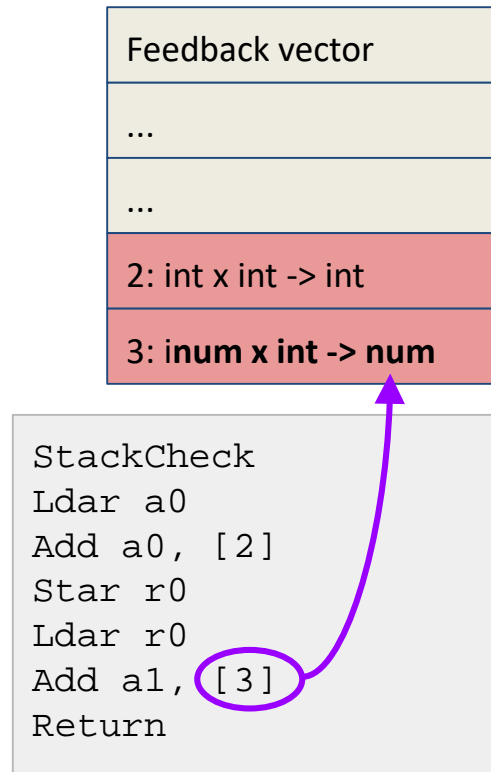 Feedback vector
...
...
2: int x int -> int
3: inum x int -> num
StackCheck
Ldar a0
Add a0, [2]
Star r0
Ldar r0
Add a1, [3]
Return